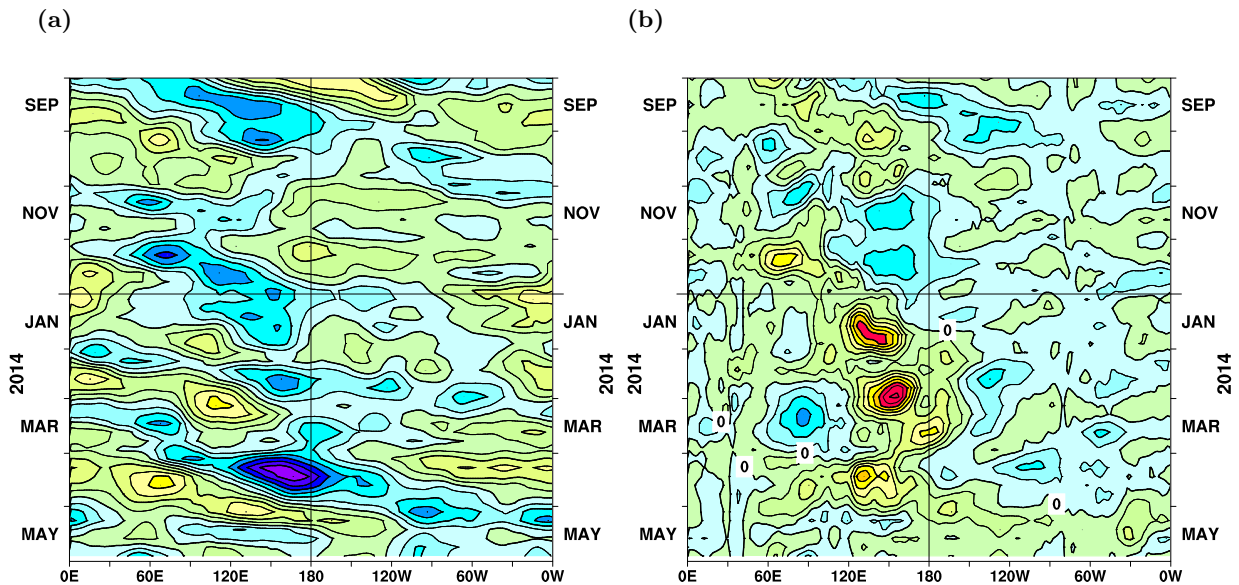 (a) (b)
SEP SEP SEP SEP
NOV NOV NOV NOV
JAN JAN JAN JAN
MAR MAR MAR MAR
MAY MAY MAY MAY
2014 2014 2014 2014
0
0
0 0
0
0E 60E 120E 180 120W 60W 0W 0E 60E 120E 180 120W 60W 0W